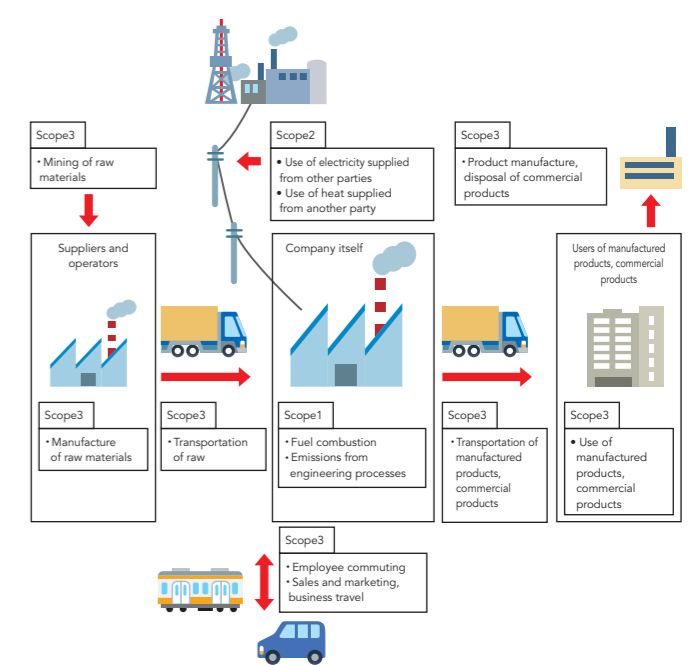 Scope3
・Mining of raw
materials
Scope2
• Use of electricity supplied
from other parties
• Use of heat supplied
from another party
Scope3
・Product manufacture,
disposal of commercial
products
Suppliers and
operators
Company itself
Users of manufactured
products, commercial
products
Scope3
・Manufacture
of raw materials
Scope3
・Transportation
of raw
Scope1
・Fuel combustion
・Emissions from
engineering processes
Scope3
・Transportation of
manufactured
products,
commercial
products
Scope3
• Use of
manufactured
products,
commercial
products
Scope3
・Employee commuting
・Sales and marketing,
business travel